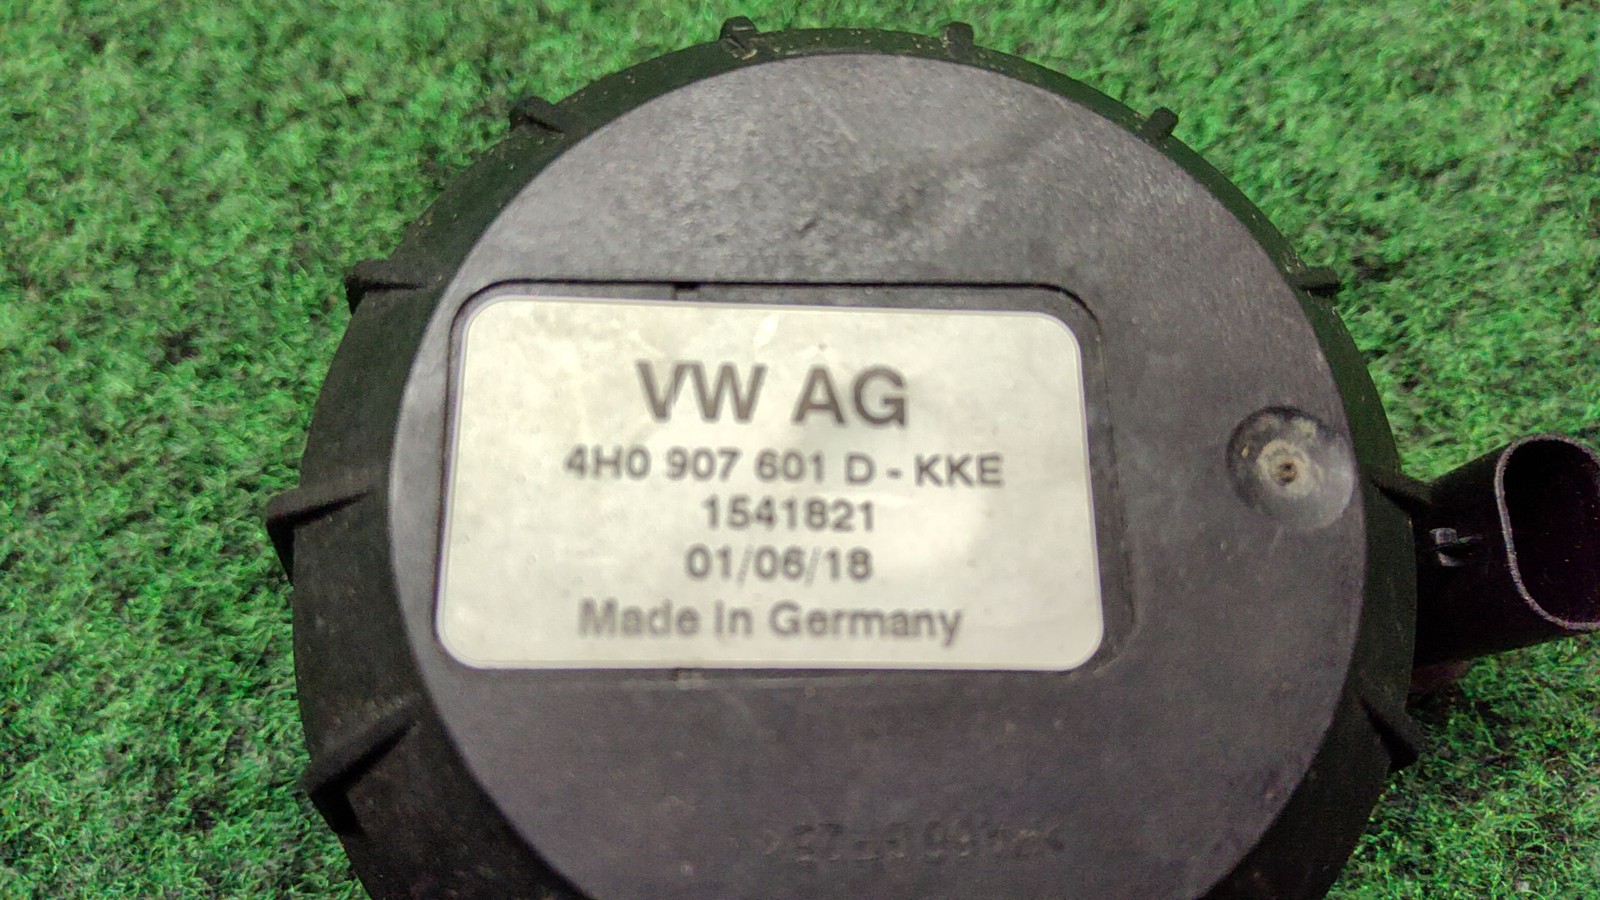 VW AG
4H0 907 601 D - KKE
1541821
01/06/18
Made In Germany